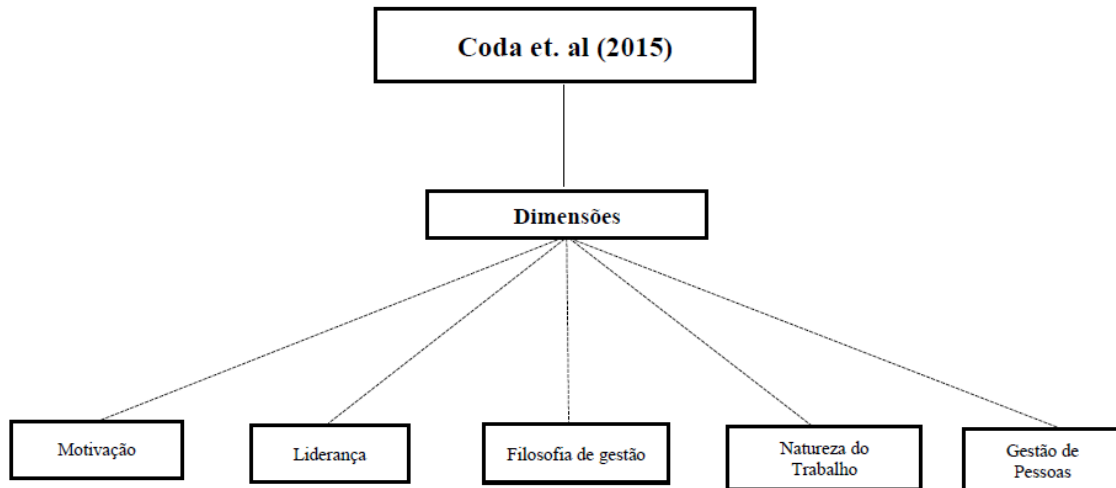 Coda et. al (2015)
Dimensões
Motivação
Liderança
Filosofia de gestão
Natureza do
Trabalho
Gestão de
Pessoas